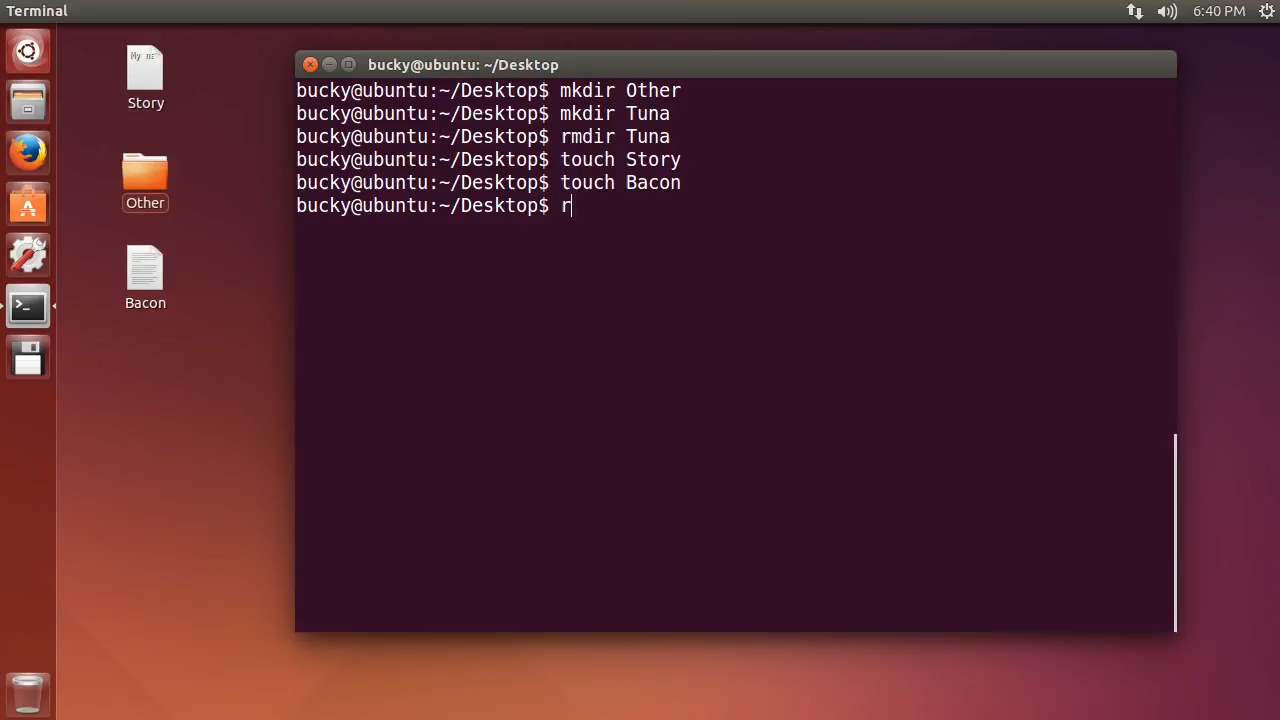 Terminal
6:40 PM
My n
Story
Other
Bacon
bucky@ubuntu: ~/Desktop
bucky@ubuntu:~/Desktop$ mkdir Other
bucky@ubuntu:~/Desktop$ mkdir Tuna
bucky@ubuntu:~/Desktop$ rmdir Tuna
bucky@ubuntu:~/Desktop$ touch Story
bucky@ubuntu:~/Desktop$ touch Bacon
bucky@ubuntu:~/Desktop$ r